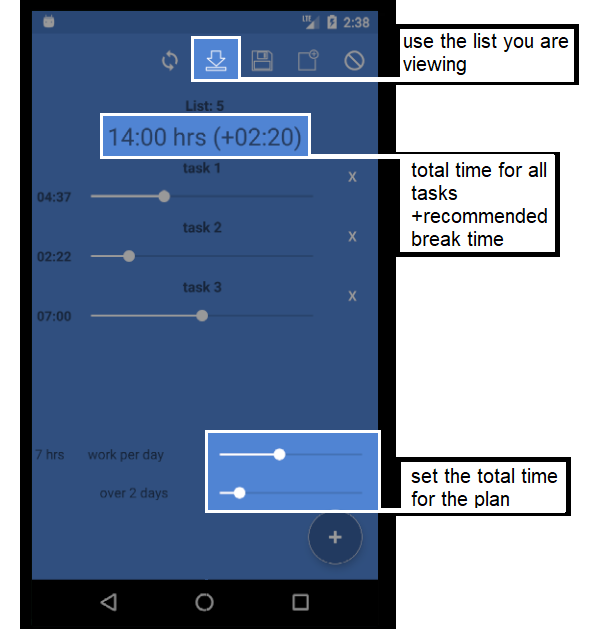 LTE 2:38
use the list you are
viewing
List: 5
14:00 hrs (+02:20)
total time for all
tasks
+recommended
break time
task 1
X
04:37
task 2
X
02:22
task 3
X
07:00
7 hrs work per day
over 2 days
set the total time
for the plan
+